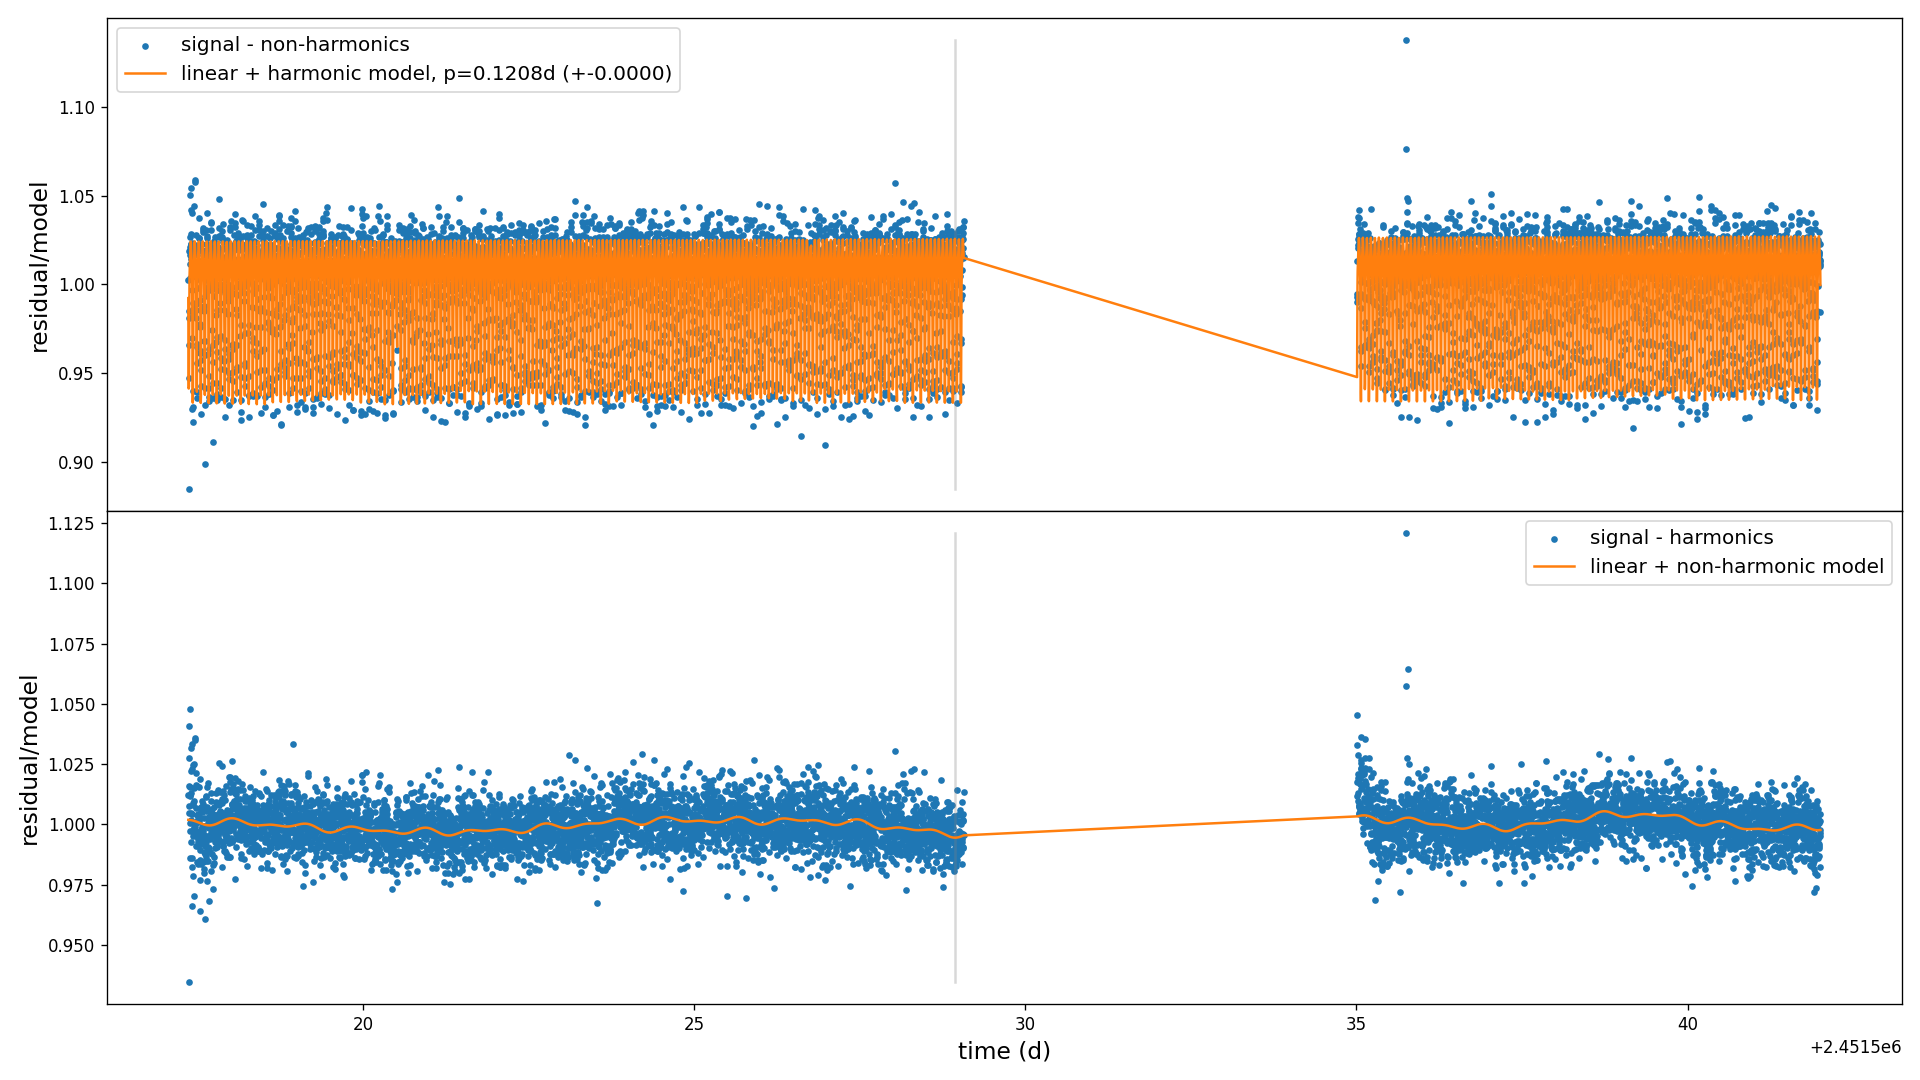 signal - non-harmonics
linear + harmonic model, p=0.1208d (+-0.0000)
residual/model
1.10
1.05
1.00
0.95
0.90
signal - harmonics
linear + non-harmonic model
residual/model
1.125
1.100
1.075
1.050
1.025
1.000
0.975
0.950
20
25
30
35
40
time (d)
+2.4515e6